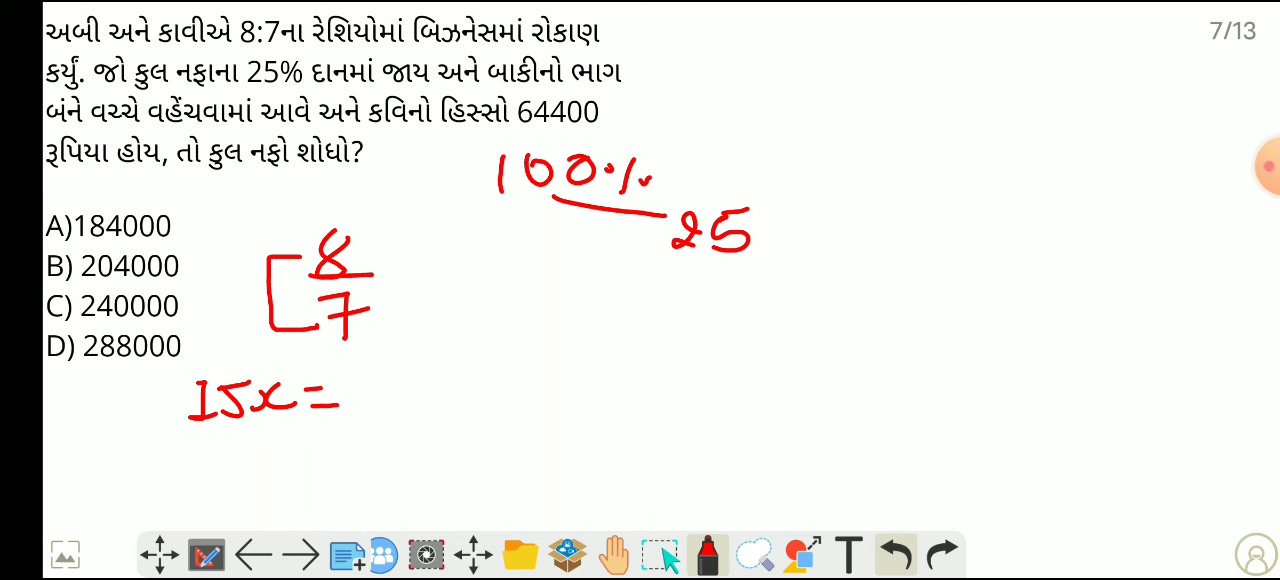 અબી અને કાવીએ 8:7ના રેશિયોમાં બિઝનેસમાં રોકાણ
7/13
કર્યું. જો કુલ નફાના 25% દાનમાં જાય અને બાકીનો ભાગ
બંને વચ્ચે વહેંચવામાં આવે અને કવિનો હિસ્સો 64400
રૂપિયા હોય, તો કુલ નફો શોધો?
100%
25
A)184000
B) 204000
C) 240000
D) 288000
8
7
15x=